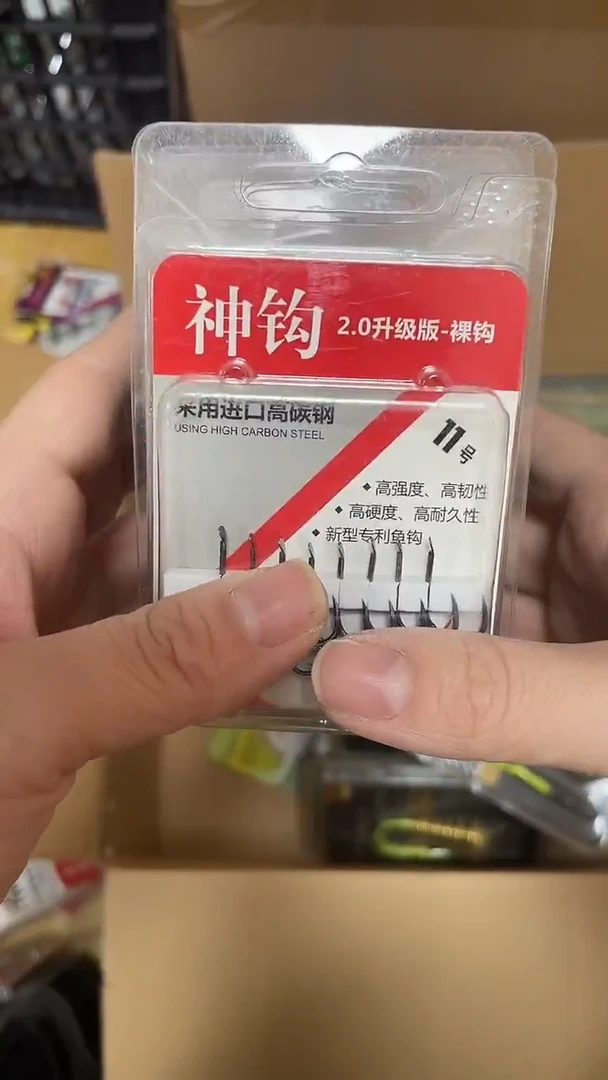 神钩 2.0升级版-裸钩
采用进口高碳钢
USING HIGH CARBON STEEL
11号
◆ 高强度、高韧性
◆ 高硬度、高耐久性
◆ 新型专利鱼钩